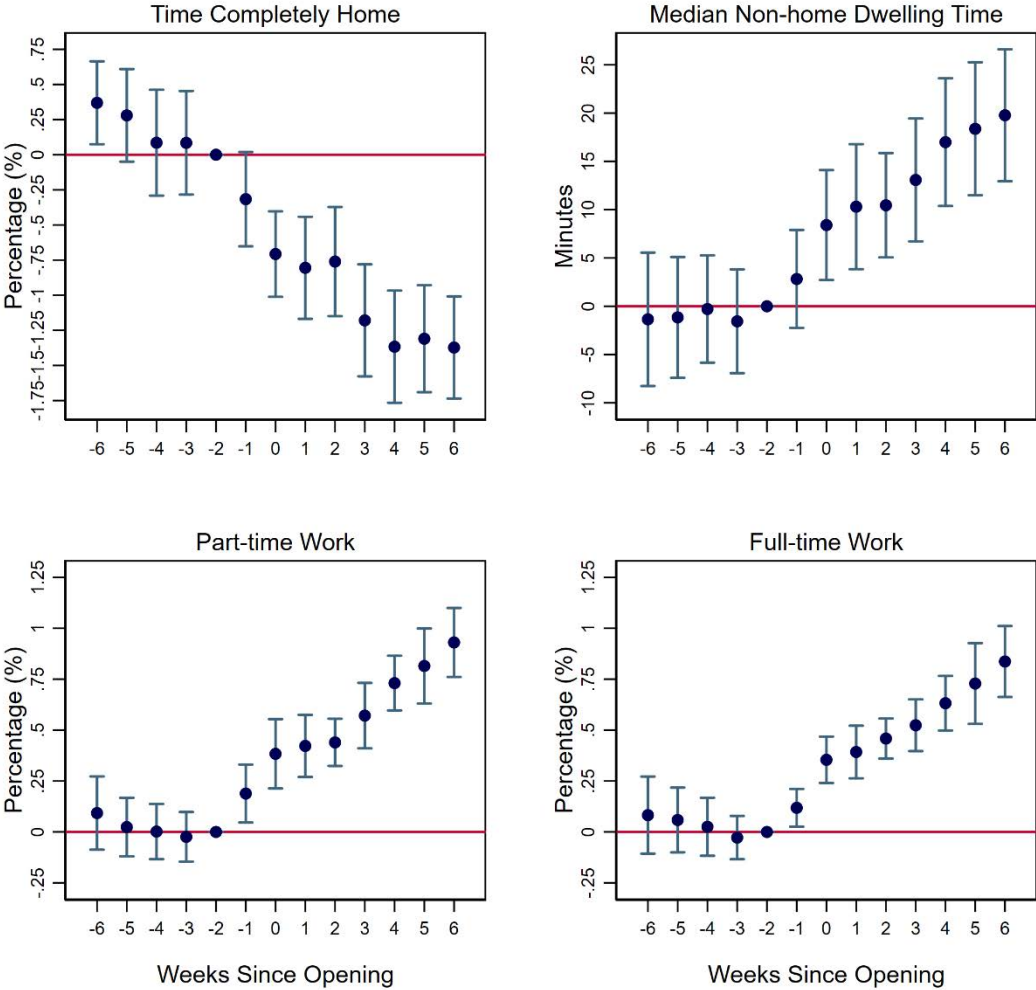 Time Completely Home
Percentage (%)
.75
.5
.25
0
-.25
-.5
-.75
-1
-1.25
-1.5
-1.75
-6 -5 -4 -3 -2 -1 0 1 2 3 4 5 6
Median Non-home Dwelling Time
Minutes
25
20
15
10
5
0
-5
-10
-6 -5 -4 -3 -2 -1 0 1 2 3 4 5 6
Part-time Work
Percentage (%)
1.25
1
.75
.5
.25
0
-.25
-6 -5 -4 -3 -2 -1 0 1 2 3 4 5 6
Weeks Since Opening
Full-time Work
Percentage (%)
1.25
1
.75
.5
.25
0
-.25
-6 -5 -4 -3 -2 -1 0 1 2 3 4 5 6
Weeks Since Opening